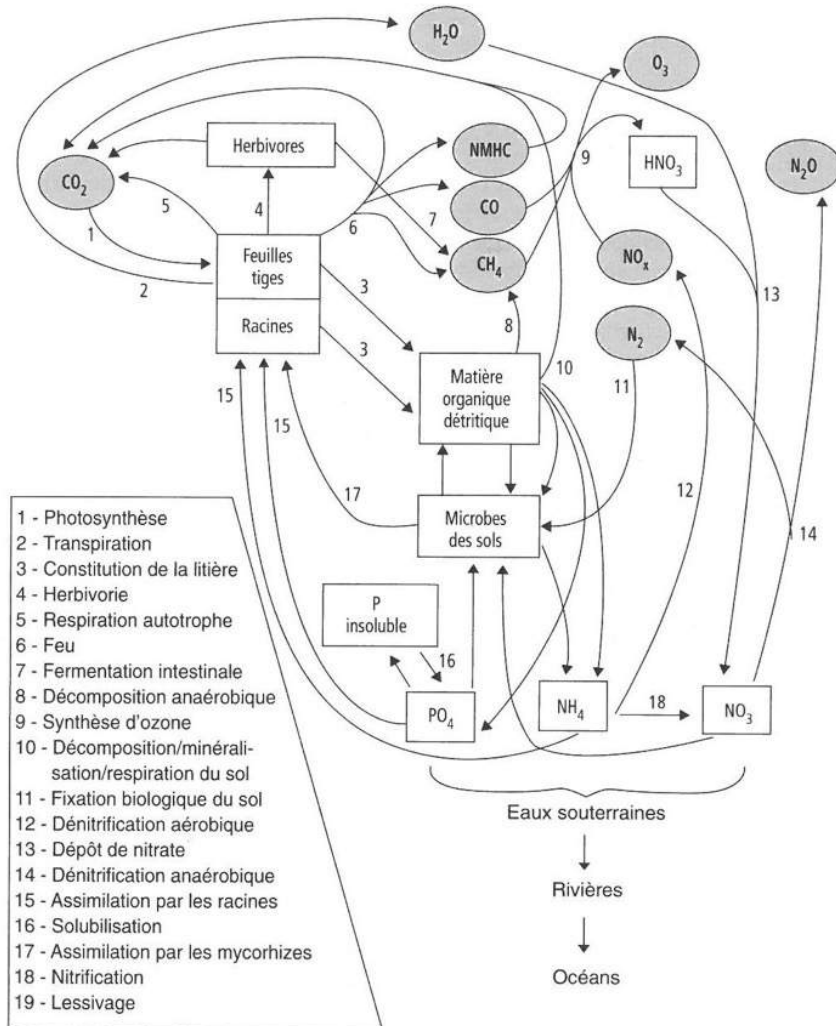 H2O
O3
Herbivores
NMHC
9
HNO3
N2O
CO2
5
4
6
7
CO
1
Feuilles
tiges
CH4
NOx
2
3
8
13
Racines
N2
3
10
11
15
15
Matière
organique
détritique
17
12
14
Microbes
des sols
P
insoluble
16
PO4
NH4
18
NO3
Eaux souterraines
Rivières
Océans
1 - Photosynthèse
2 - Transpiration
3 - Constitution de la litière
4 - Herbivorie
5 - Respiration autotrophe
6 - Feu
7 - Fermentation intestinale
8 - Décomposition anaérobique
9 - Synthèse d'ozone
10 - Décomposition/minérali-
sation/respiration du sol
11 - Fixation biologique du sol
12 - Dénitrification aérobique
13 - Dépôt de nitrate
14 - Dénitrification anaérobique
15 - Assimilation par les racines
16 - Solubilisation
17 - Assimilation par les mycorhizes
18 - Nitrification
19 - Lessivage